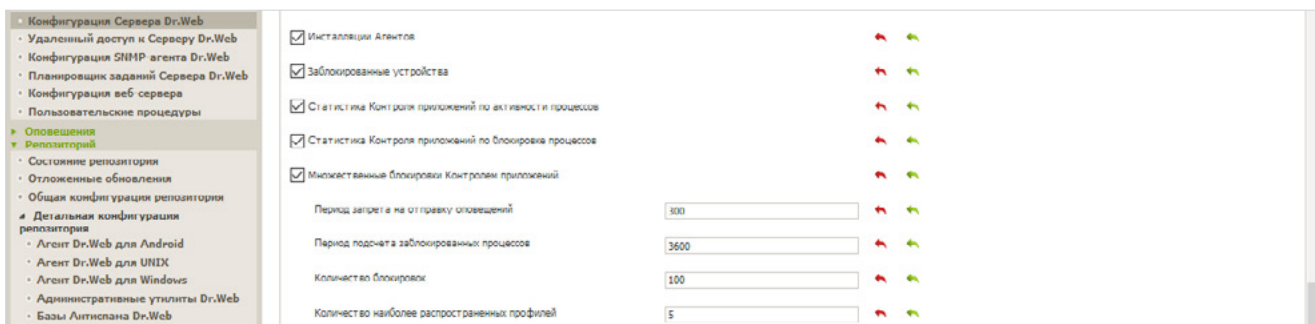 Конфигурация Сервера Dr.Web
Удаленный доступ к Серверу Dr.Web
Конфигурация SNMP агента Dr.Web
Планировщик заданий Сервера Dr.Web
Конфигурация веб-сервера
Пользовательские процедуры
Оповещения
Репозиторий
Состояние репозитория
Отложенные обновления
Общая конфигурация репозитория
Детальная конфигурация
репозитория
Агент Dr.Web для Android
Агент Dr.Web для UNIX
Агент Dr.Web для Windows
Административные утилиты Dr.Web
Базы Антиспама Dr.Web
Инсталляции Агентов
Заблокированные устройства
Статистика Контроля приложений по активности процессов
Статистика Контроля приложений по блокировке процессов
Множественные блокировки Контролем приложений
Период запрета на отправку оповещений 300
Период подсчета заблокированных процессов 3600
Количество блокировок 100
Количество наиболее распространенных профилей 5